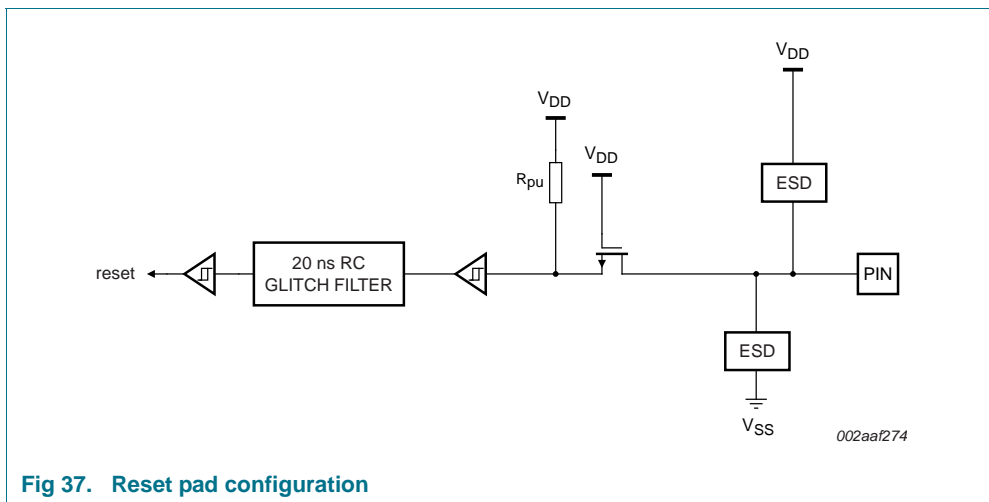 VDD
VDD
VDD
Rpu
ESD
reset
20 ns RC
GLITCH FILTER
PIN
ESD
VSS
002aaf274
Fig 37. Reset pad configuration